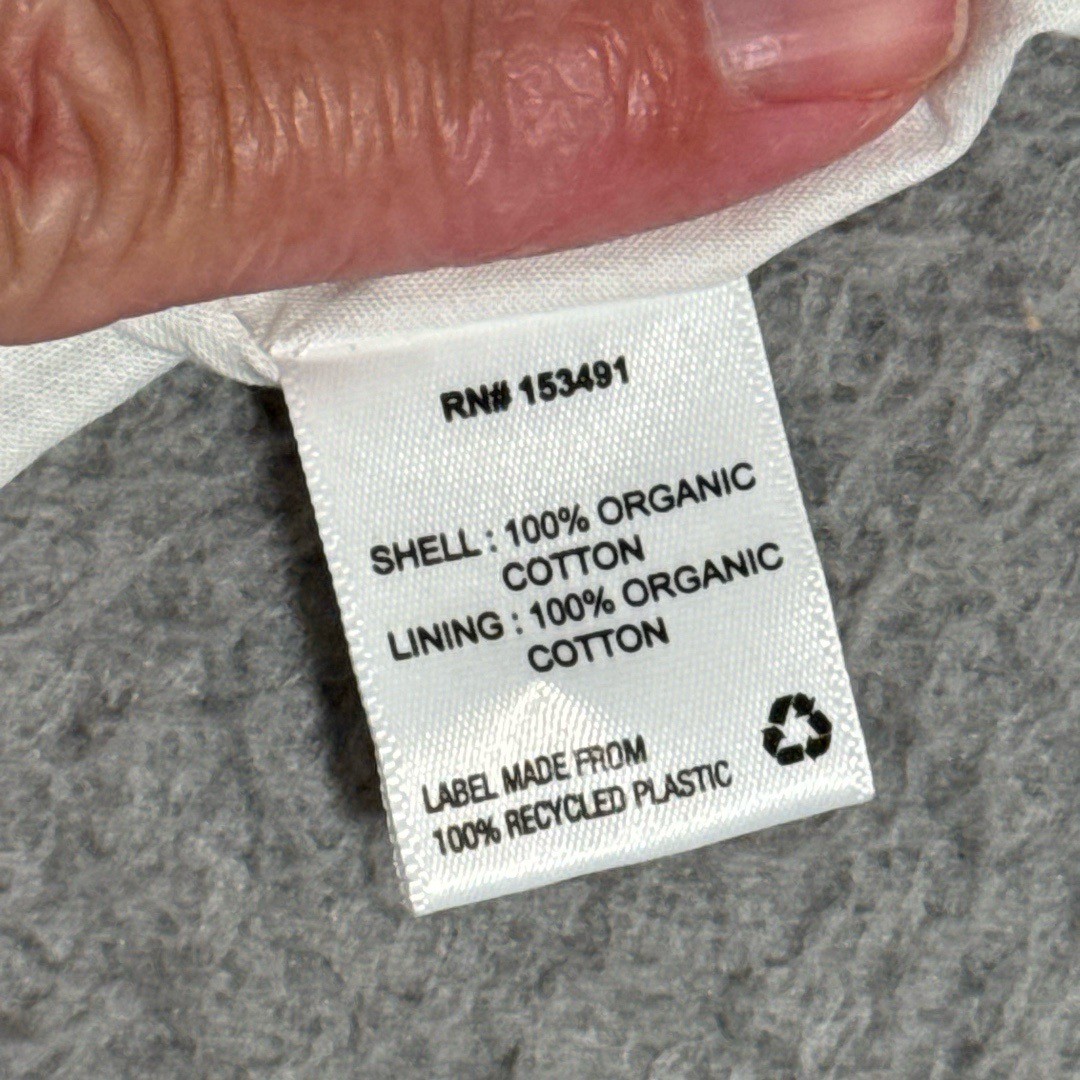 RN# 153491
SHELL : 100% ORGANIC
COTTON
LINING : 100% ORGANIC
COTTON
LABEL MADE FROM
100% RECYCLED PLASTIC